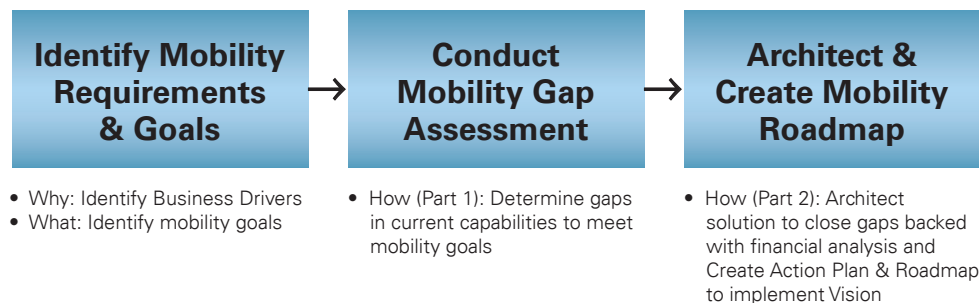 Identify Mobility
Requirements
& Goals
Conduct
Mobility Gap
Assessment
Architect &
Create Mobility
Roadmap
• Why: Identify Business Drivers
• What: Identify mobility goals
• How (Part 1): Determine gaps
in current capabilities to meet
mobility goals
• How (Part 2): Architect
solution to close gaps backed
with financial analysis and
Create Action Plan & Roadmap
to implement Vision